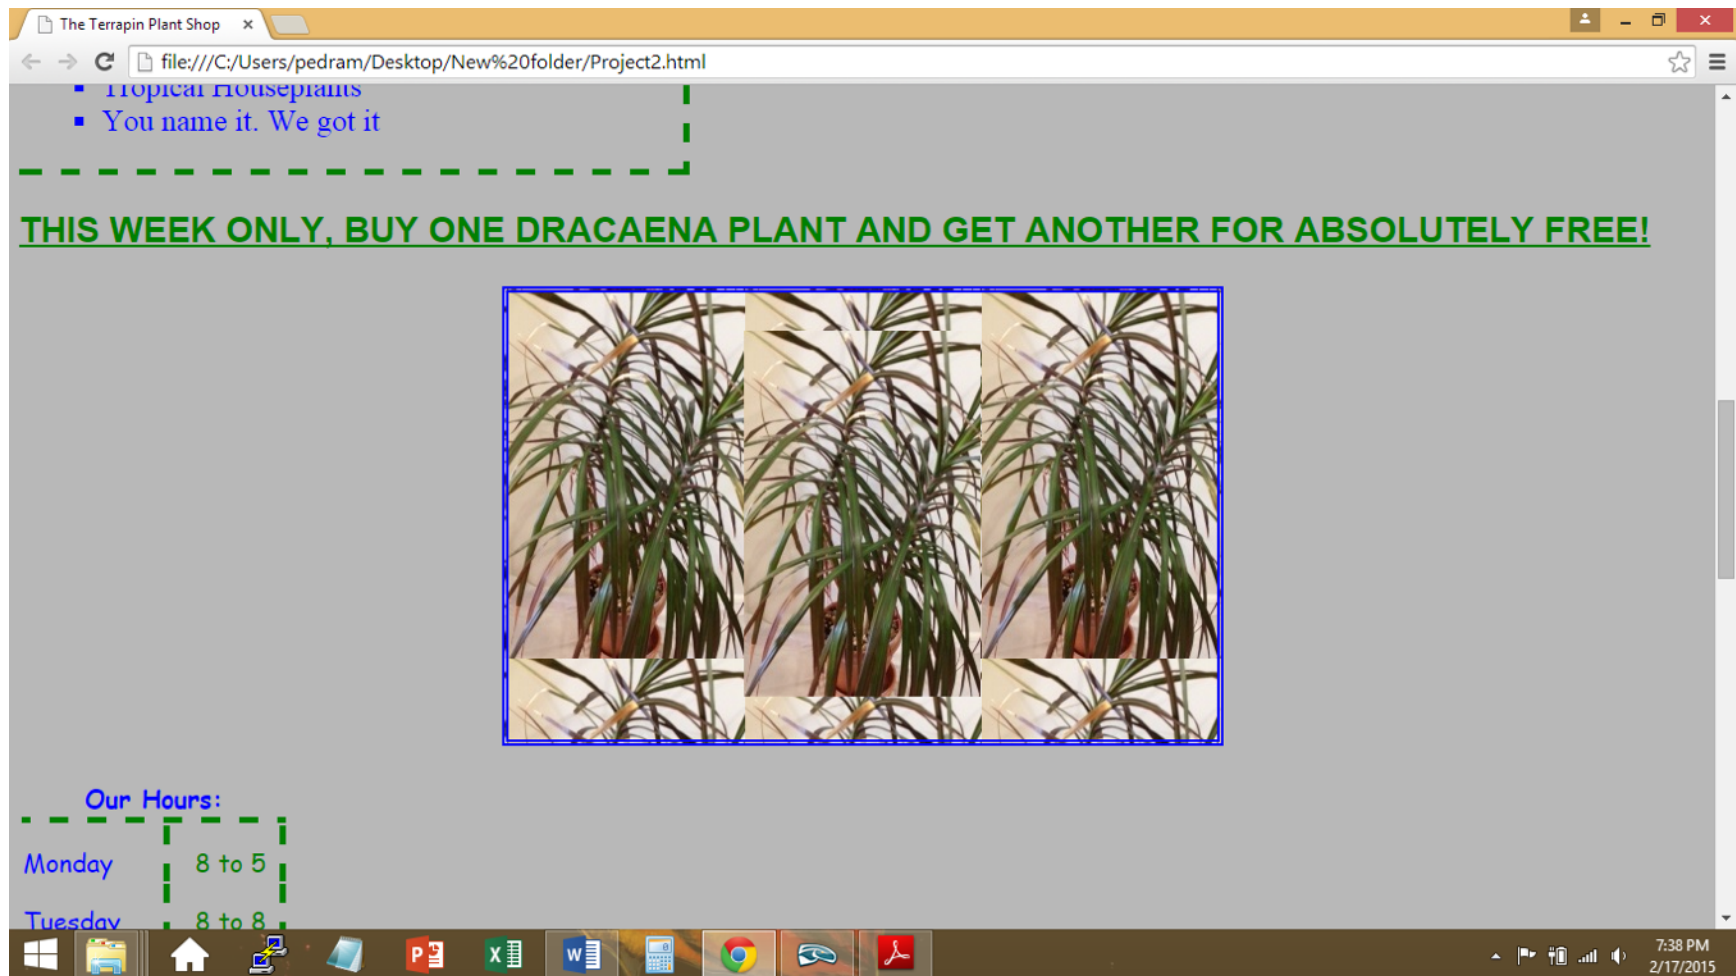 The Terrapin Plant Shop
file:///C:/Users/pedram/Desktop/New%20folder/Project2.html
Tropical Houseplants
You name it. We got it
THIS WEEK ONLY, BUY ONE DRACAENA PLANT AND GET ANOTHER FOR ABSOLUTELY FREE!
Our Hours:
Monday 8 to 5
Tuesday 8 to 8
7:38 PM
2/17/2015